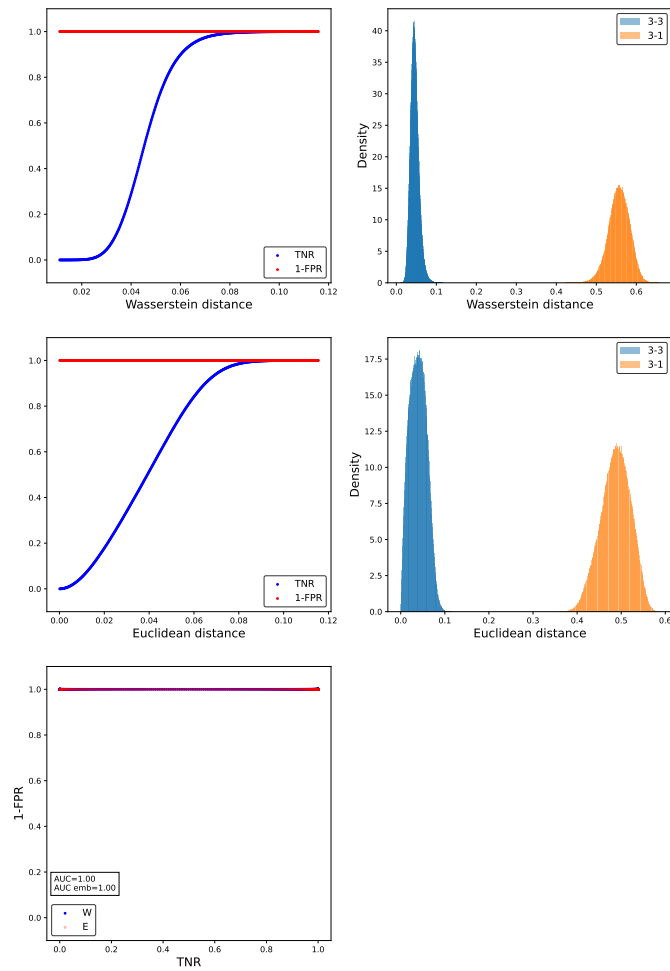 1.0
0.8
0.6
0.4
0.2
0.0
0.02 0.04 0.06 0.08 0.10 0.12
Wasserstein distance
TNR
1-FPR
40
35
30
25
20
15
10
5
0
Density
0.0 0.1 0.2 0.3 0.4 0.5 0.6
Wasserstein distance
3-3
3-1
1.0
0.8
0.6
0.4
0.2
0.0
0.00 0.02 0.04 0.06 0.08 0.10 0.12
Euclidean distance
TNR
1-FPR
17.5
15.0
12.5
10.0
7.5
5.0
2.5
0.0
Density
0.0 0.1 0.2 0.3 0.4 0.5 0.6
Euclidean distance
3-3
3-1
1.0
0.8
0.6
0.4
0.2
0.0
1-FPR
AUC=1.00
AUC emb=1.00
W
E
0.0 0.2 0.4 0.6 0.8 1.0
TNR